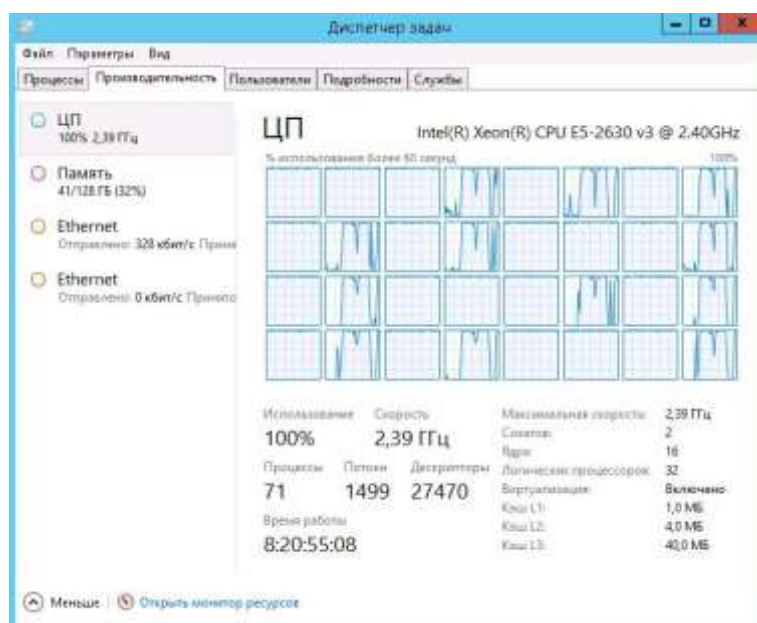 Диспетчер задач
Файл Параметры Вид
Процессы Производительность Пользователи Подробности Службы
ЦП
100% 2,39 ГГц
Память
41/128 ГБ (32%)
Ethernet
Отправлено: 328 кбит/с Прин
Ethernet
Отправлено: 0 кбит/с Принято
ЦП Intel(R) Xeon(R) CPU E5-2630 v3 @ 2.40GHz
% использования более 60 секунд 100%
Использование Скорость
100% 2,39 ГГц
Процессы Потоки Дескрипторы
71 1499 27470
Время работы
8:20:55:08
Максимальная скорость: 2,39 ГГц
Сокетов: 2
Ядра: 16
Логических процессоров: 32
Виртуализация: Включено
Кэш L1: 1,0 МБ
Кэш L2: 4,0 МБ
Кэш L3: 40,0 МБ
Меньше Открыть монитор ресурсов